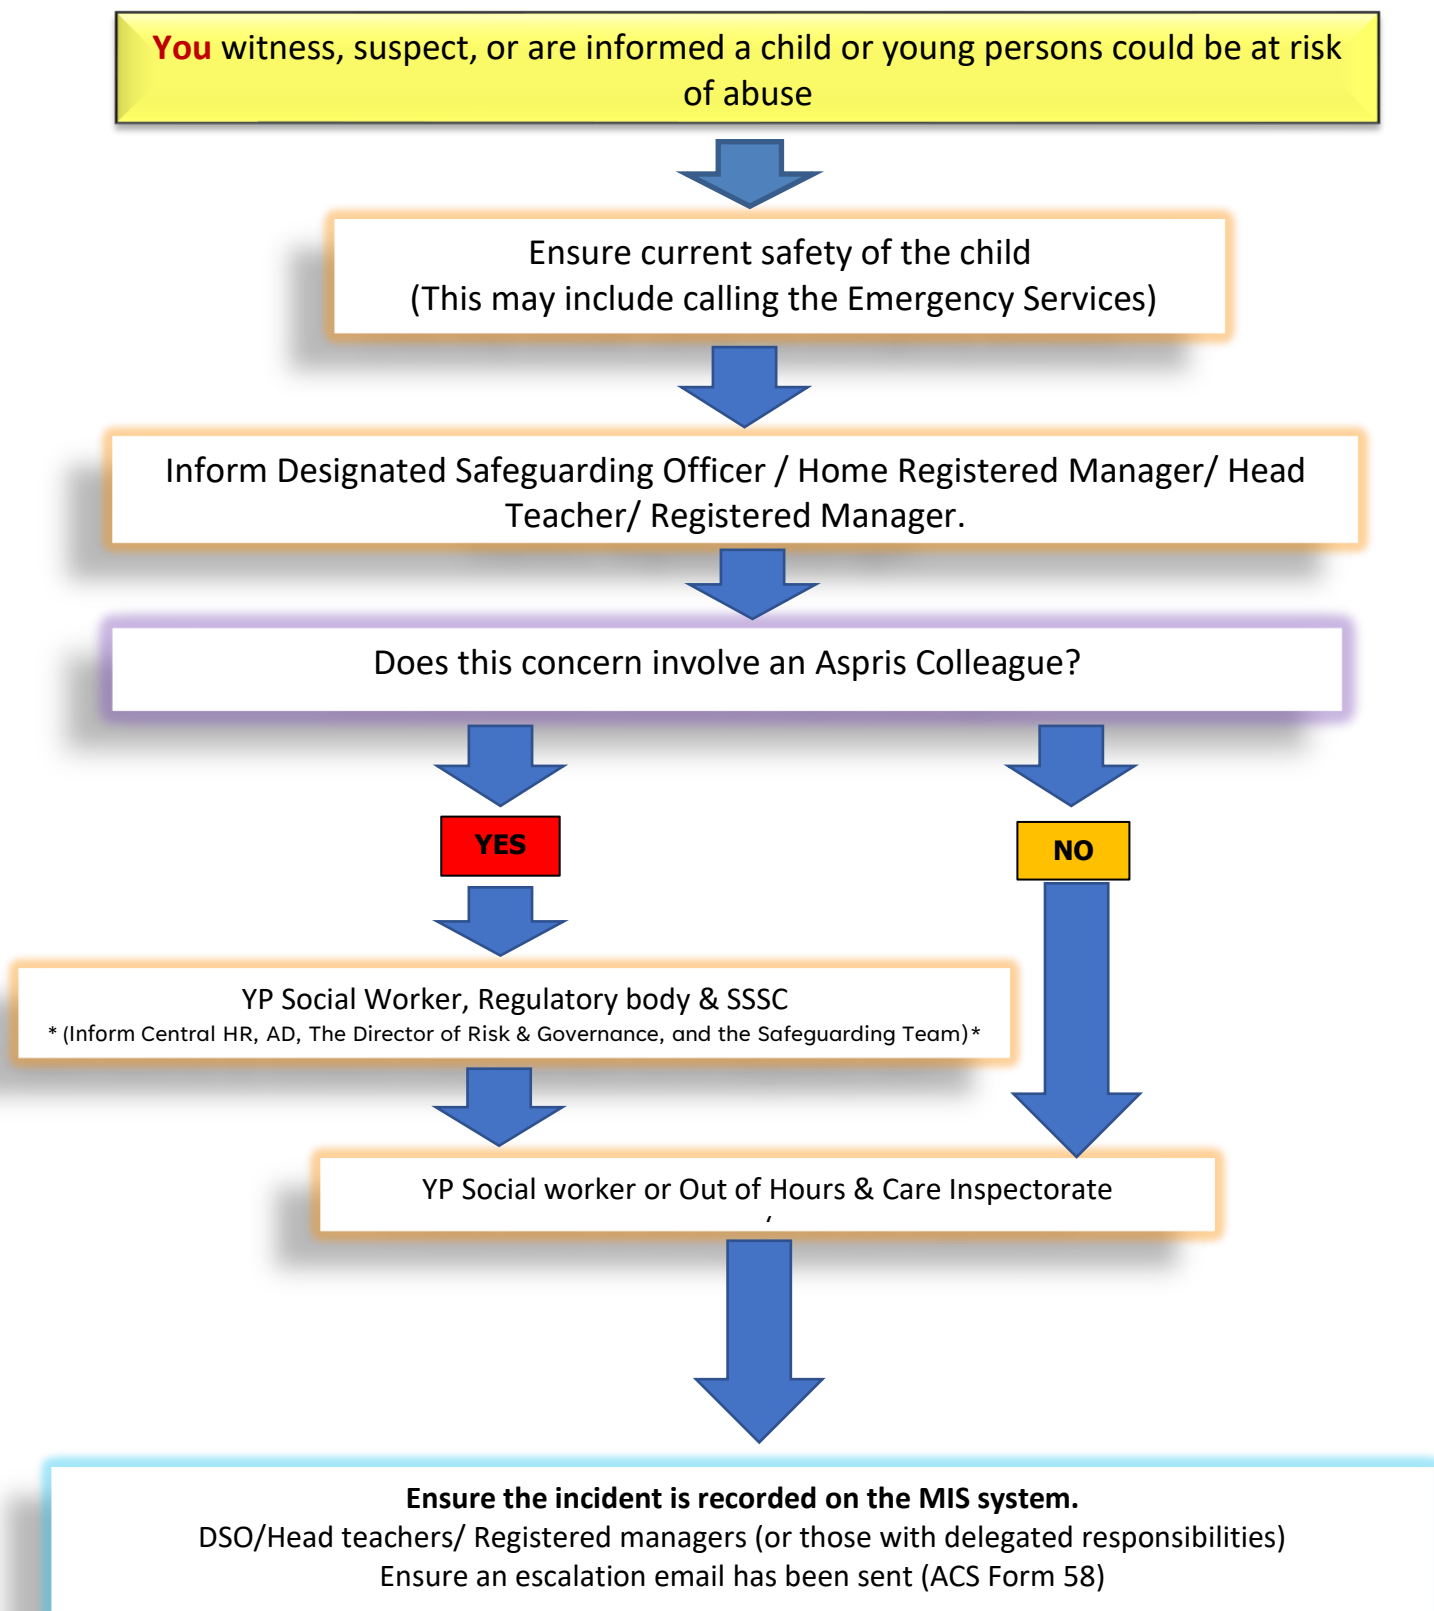 You witness, suspect, or are informed a child or young persons could be at risk
of abuse
Ensure current safety of the child
(This may include calling the Emergency Services)
Inform Designated Safeguarding Officer / Home Registered Manager/ Head
Teacher/ Registered Manager.
Does this concern involve an Aspris Colleague?
YES
NO
YP Social Worker, Regulatory body & SSSC
*(Inform Central HR, AD, The Director of Risk & Governance, and the Safeguarding Team)*
YP Social worker or Out of Hours & Care Inspectorate
Ensure the incident is recorded on the MIS system.
DSO/Head teachers/ Registered managers (or those with delegated responsibilities)
Ensure an escalation email has been sent (ACS Form 58)